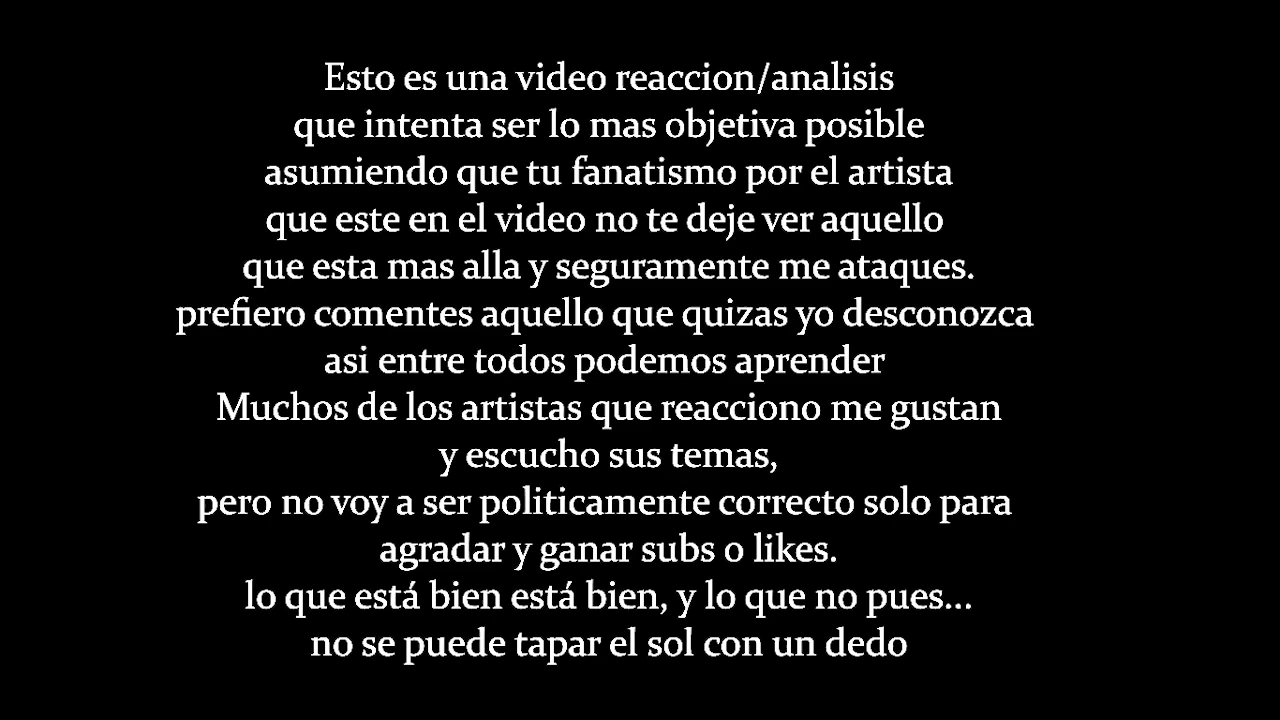 Esto es una video reaccion/analisis
que intenta ser lo mas objetiva posible
asumiendo que tu fanatismo por el artista
que este en el video no te deje ver aquello
que esta mas alla y seguramente me ataques.
prefiero comentes aquello que quizas yo desconozca
asi entre todos podemos aprender
Muchos de los artistas que reacciono me gustan
y escucho sus temas,
pero no voy a ser politicamente correcto solo para
agradar y ganar subs o likes.
lo que está bien está bien, y lo que no pues...
no se puede tapar el sol con un dedo